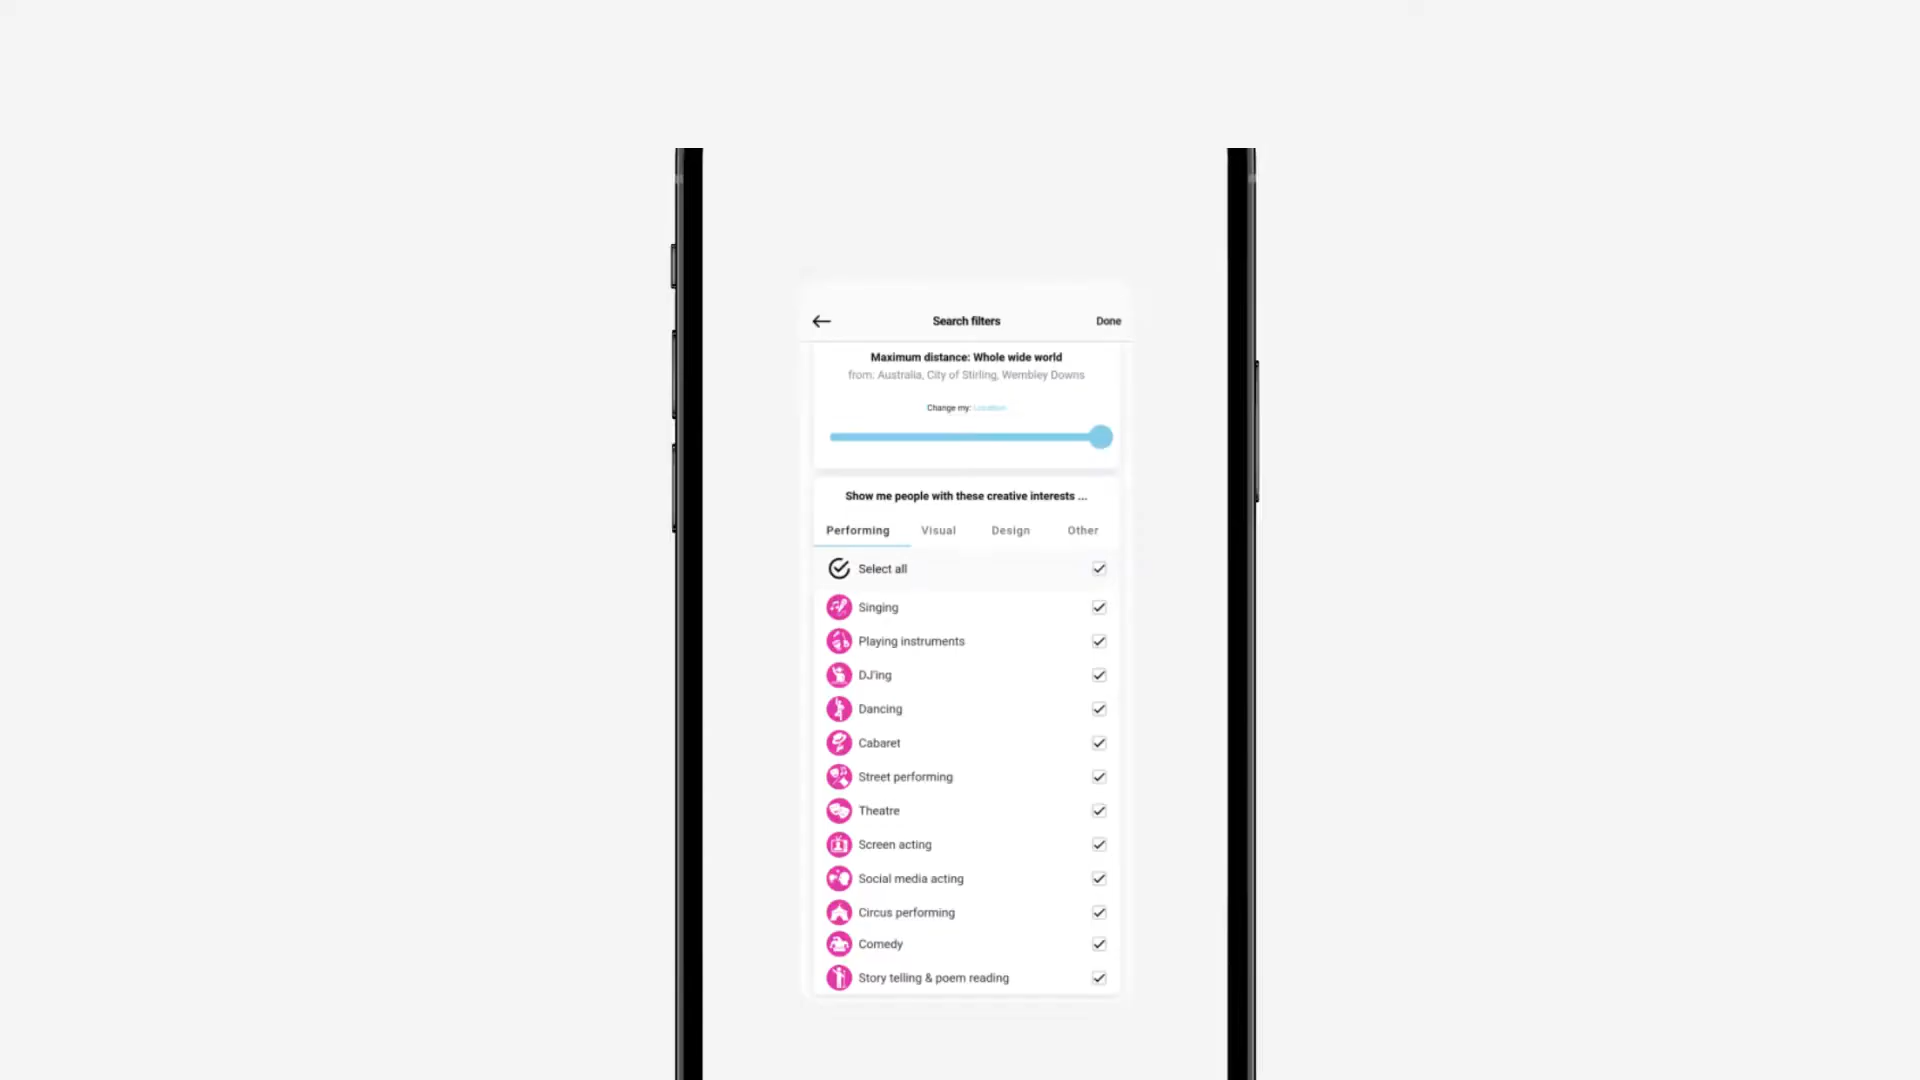 Search filters
Done
Maximum distance: Whole wide world
from: Australia, City of Stirling, Wembley Downs
Change my: Location
Show me people with these creative interests ...
Performing
Visual
Design
Other
Select all
Singing
Playing instruments
DJ'ing
Dancing
Cabaret
Street performing
Theatre
Screen acting
Social media acting
Circus performing
Comedy
Story telling & poem reading